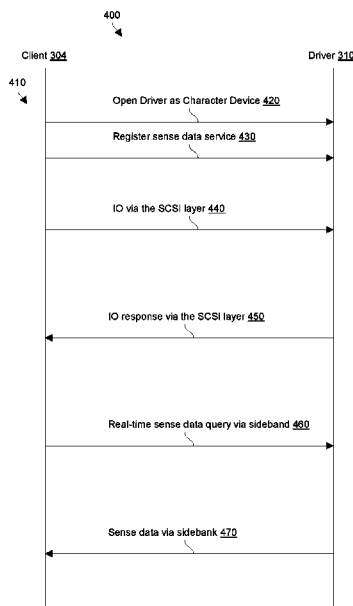 400
Client 304 Driver 310
410
Open Driver as Character Device 420
Register sense data service 430
IO via the SCSI layer 440
IO response via the SCSI layer 450
Real-time sense data query via sideband 460
Sense data via sidebank 470